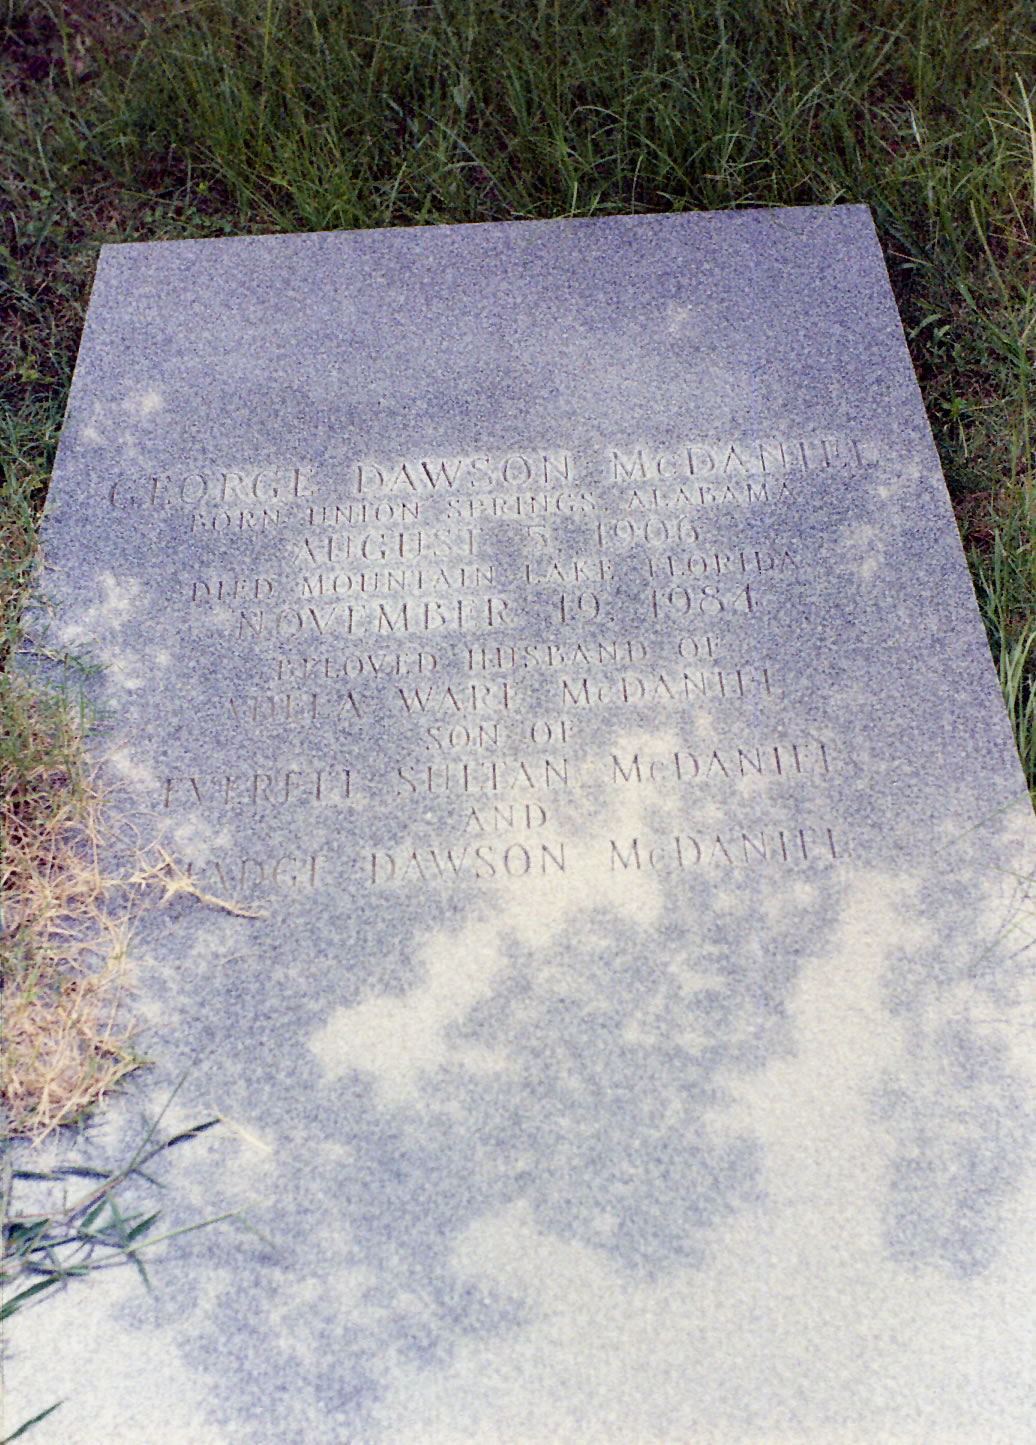 GEORGE DAWSON McDANIEL
BORN UNION SPRINGS, ALABAMA
AUGUST 5, 1906
DIED MOUNTAIN LAKE FLORIDA
NOVEMBER 19, 1984
BELOVED HUSBAND OF
ADELA WARE McDANIEL
SON OF
EVERETT SULTAN McDANIEL
AND
MADGE DAWSON McDANIEL